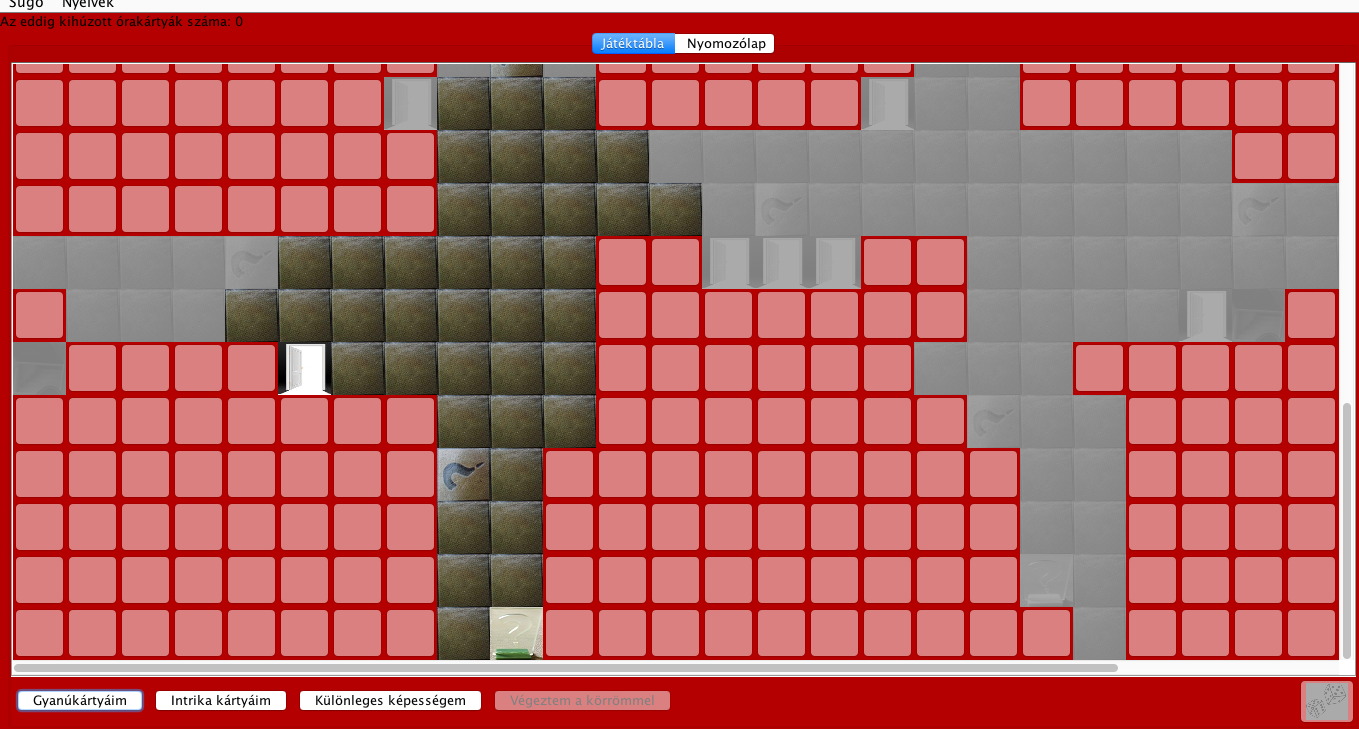 Súgó Nyelvek
Az eddig kihúzott órakártyák száma: 0
Játéktábla Nyomozólap
Gyanúkártyáim Intrika kártyáim Különleges képességem Végeztem a körrömmel